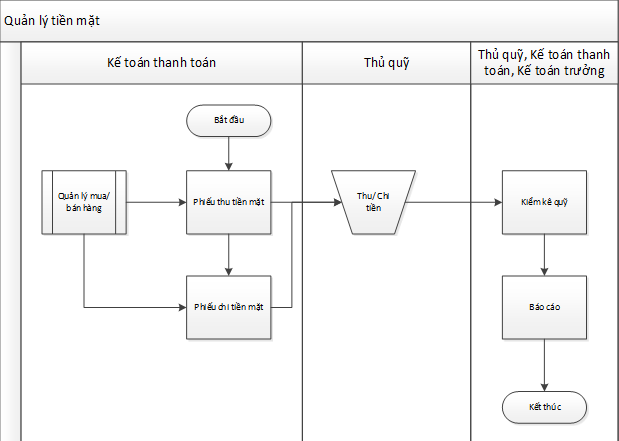 Quản lý tiền mặt
Kế toán thanh toán
Thủ quỹ
Thủ quỹ, Kế toán thanh
toán, Kế toán trưởng
Bắt đầu
Quản lý mua/
bán hàng
Phiếu thu tiền mặt
Thu/ Chi
tiền
Kiểm kê quỹ
Phiếu chi tiền mặt
Báo cáo
Kết thúc